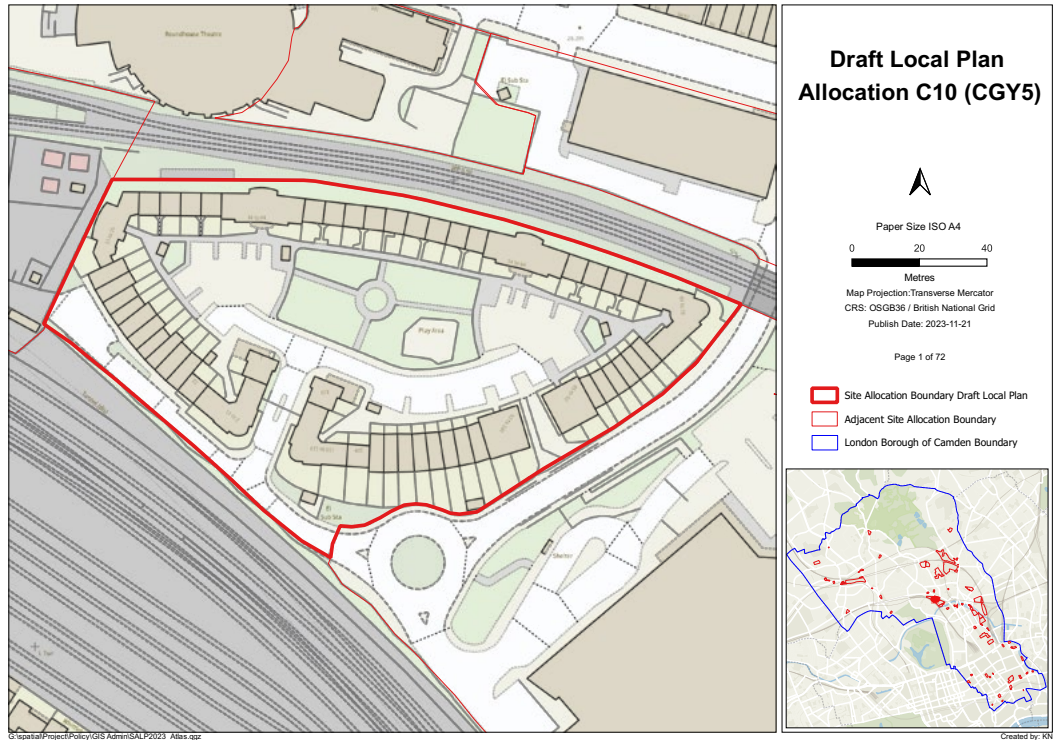 Roundhouse Theatre
El Sub Sta
Play Area
El
Sub Sta
Shelter
Draft Local Plan
Allocation C10 (CGY5)
Paper Size ISO A4
0 20 40
Metres
Map Projection:Transverse Mercator
CRS: OSGB36 / British National Grid
Publish Date: 2023-11-21
Page 1 of 72
Site Allocation Boundary Draft Local Plan
Adjacent Site Allocation Boundary
London Borough of Camden Boundary
G:\spatial\Project\Policy\GIS Admin\SALP2023_Atlas.qgz
Created by: KN